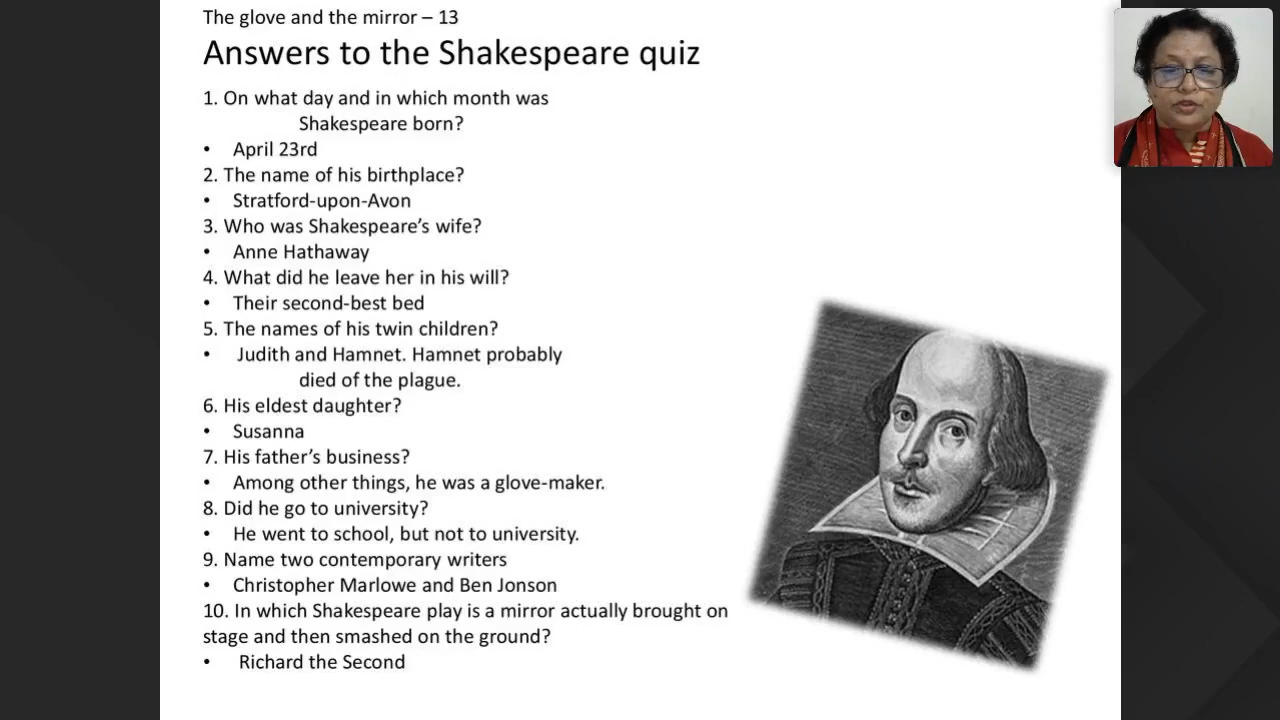 The glove and the mirror – 13
Answers to the Shakespeare quiz
1. On what day and in which month was
Shakespeare born?
• April 23rd
2. The name of his birthplace?
• Stratford-upon-Avon
3. Who was Shakespeare’s wife?
• Anne Hathaway
4. What did he leave her in his will?
• Their second-best bed
5. The names of his twin children?
• Judith and Hamnet. Hamnet probably
died of the plague.
6. His eldest daughter?
• Susanna
7. His father’s business?
• Among other things, he was a glove-maker.
8. Did he go to university?
• He went to school, but not to university.
9. Name two contemporary writers
• Christopher Marlowe and Ben Jonson
10. In which Shakespeare play is a mirror actually brought on
stage and then smashed on the ground?
• Richard the Second